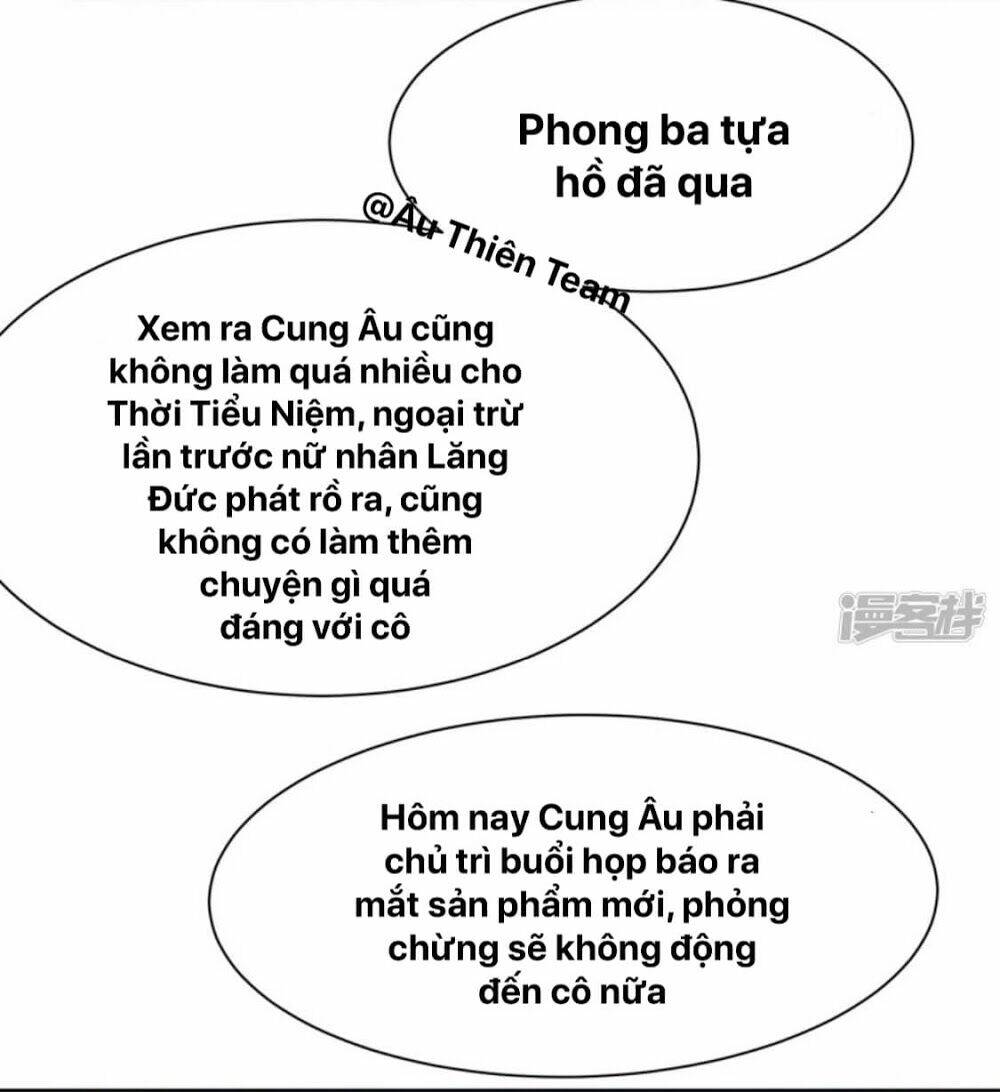 Phong ba tựa
hồ đã qua
@Âu Thiên Team
Xem ra Cung Âu cũng
không làm quá nhiều cho
Thời Tiểu Niệm, ngoại trừ
lần trước nữ nhân Lăng
Đức phát rồ ra, cũng
không có làm thêm
chuyện gì quá
đáng với cô
漫客栈
Hôm nay Cung Âu phải
chủ trì buổi họp báo ra
mắt sản phẩm mới, phỏng
chừng sẽ không động
đến cô nữa